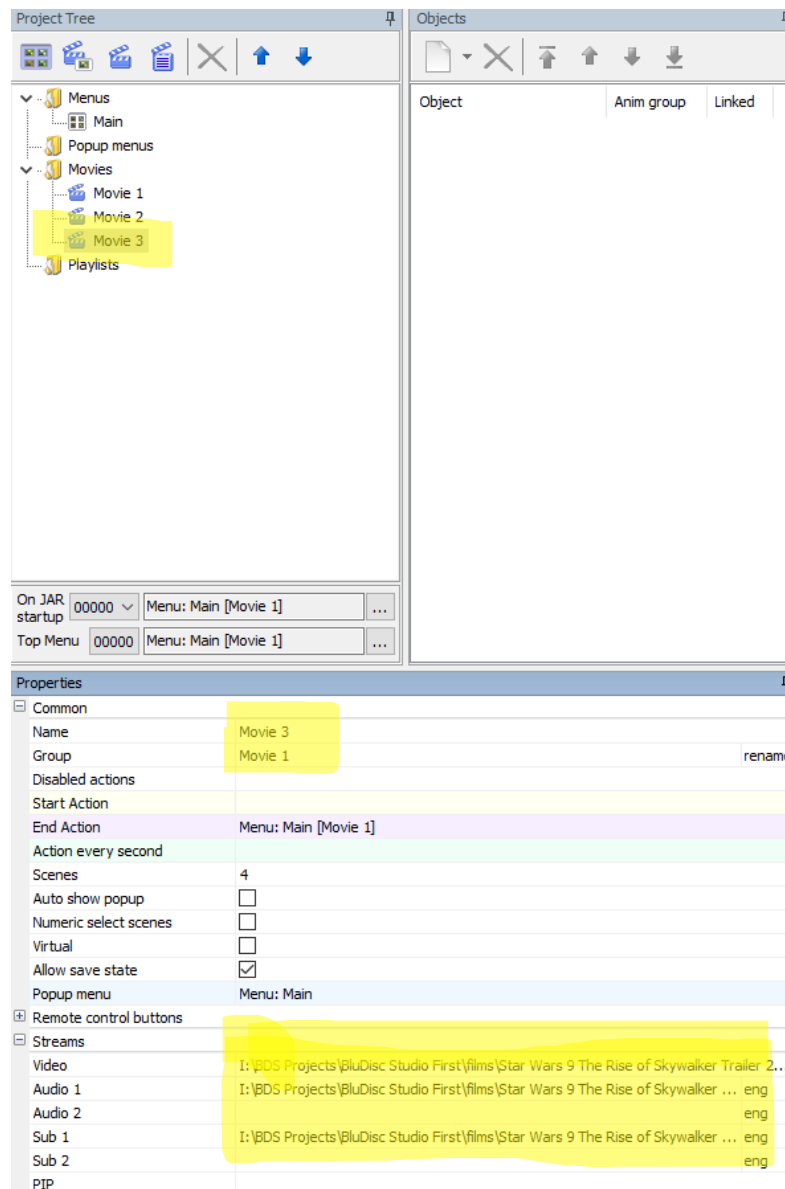 Project Tree
Objects
Menus
Main
Popup menus
Movies
Movie 1
Movie 2
Movie 3
Playlists
Object Anim group Linked
On JAR startup 00000 Menu: Main [Movie 1] ...
Top Menu 00000 Menu: Main [Movie 1] ...
Properties
Common
Name Movie 3
Group Movie 1 rename
Disabled actions
Start Action
End Action Menu: Main [Movie 1]
Action every second
Scenes 4
Auto show popup
Numeric select scenes
Virtual
Allow save state
Popup menu Menu: Main
Remote control buttons
Streams
Video I:\BDS Projects\BluDisc Studio First\films\Star Wars 9 The Rise of Skywalker Trailer 2...
Audio 1 I:\BDS Projects\BluDisc Studio First\films\Star Wars 9 The Rise of Skywalker ... eng
Audio 2 eng
Sub 1 I:\BDS Projects\BluDisc Studio First\films\Star Wars 9 The Rise of Skywalker ... eng
Sub 2 eng
PIP